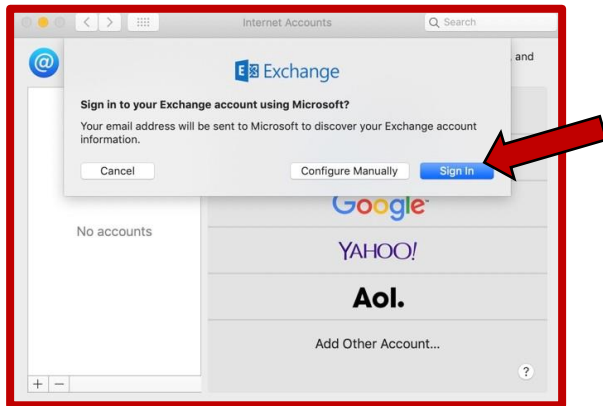 Internet Accounts
Search
@
and
E Exchange
Sign in to your Exchange account using Microsoft?
Your email address will be sent to Microsoft to discover your Exchange account
information.
Cancel
Configure Manually
Sign In
Google
No accounts
YAHOO!
Aol.
Add Other Account...
?
+ −